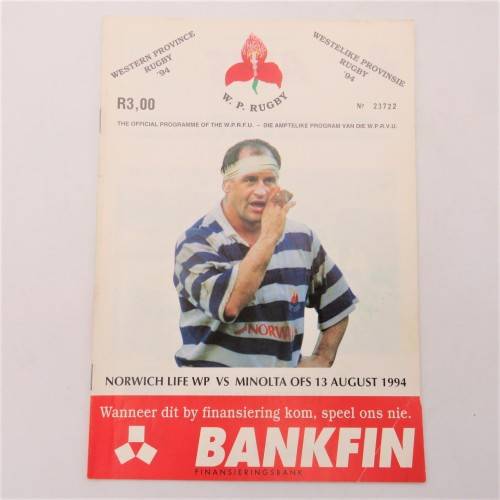 WESTERN PROVINCE
RUGBY
'94
WESTELIKE PROVINSIE
RUGBY
'94
W. P. RUGBY
R3,00
Nº 23722
THE OFFICIAL PROGRAMME OF THE W.P.R.F.U. – DIE AMPTELIKE PROGRAM VAN DIE W.P.R.V.U.
NORWICH
NORWICH LIFE WP VS MINOLTA OFS 13 AUGUST 1994
Wanneer dit by finansiering kom, speel ons nie.
BANKFIN
FINANSIERINGSBANK